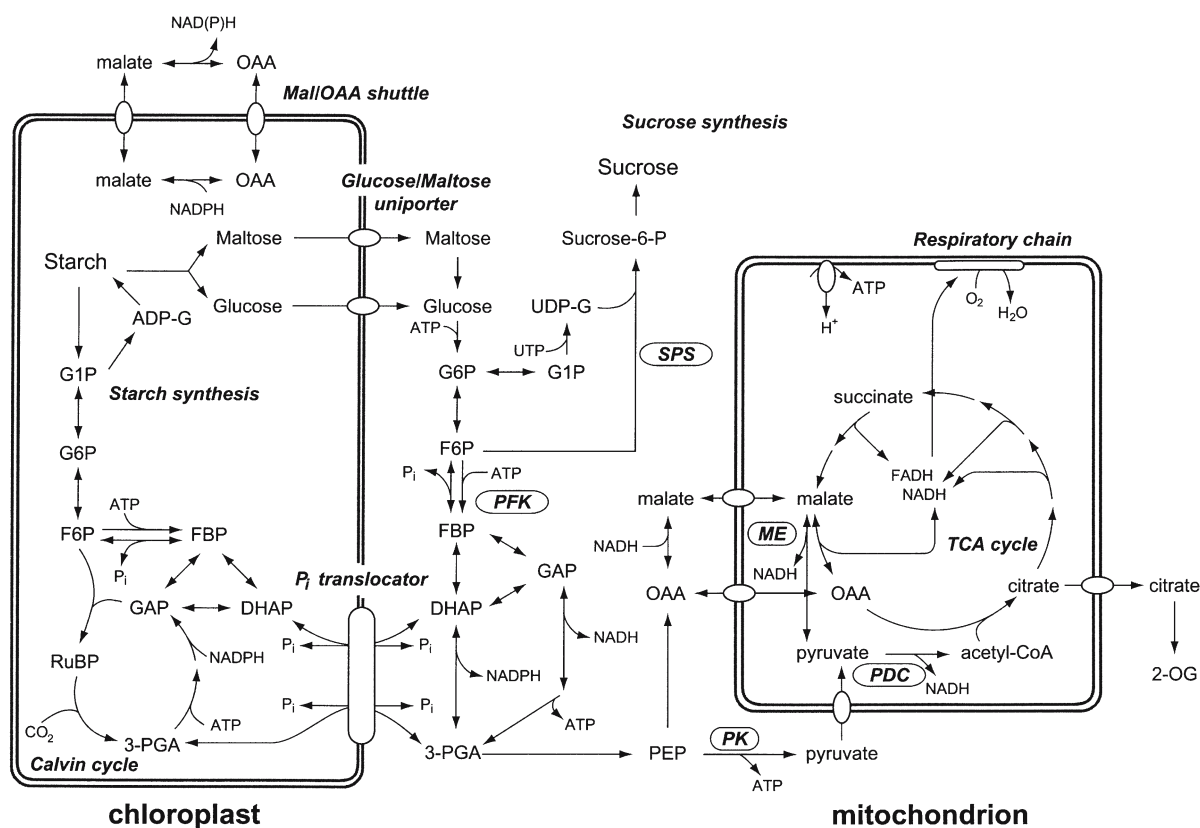 NAD(P)H
malate
OAA
Mal/OAA shuttle
malate
OAA
NADPH
Sucrose synthesis
Sucrose
Glucose/Maltose
uniporter
Starch
Maltose
Maltose
Sucrose-6-P
Respiratory chain
Glucose
Glucose
UDP-G
ATP
O2
H2O
H+
ADP-G
ATP
UTP
SPS
G1P
Starch synthesis
G6P
G1P
G6P
F6P
succinate
Pi
ATP
PFK
FADH
NADH
ATP
F6P
FBP
Pi
FBP
malate
malate
ME
NADH
NADH
TCA cycle
Pi translocator
GAP
GAP
DHAP
DHAP
OAA
OAA
citrate
citrate
Pi
Pi
NADH
RuBP
NADPH
NADPH
pyruvate
acetyl-CoA
PDC
NADH
2-OG
Pi
Pi
ATP
ATP
CO2
3-PGA
3-PGA
PEP
PK
pyruvate
ATP
Calvin cycle
chloroplast
mitochondrion